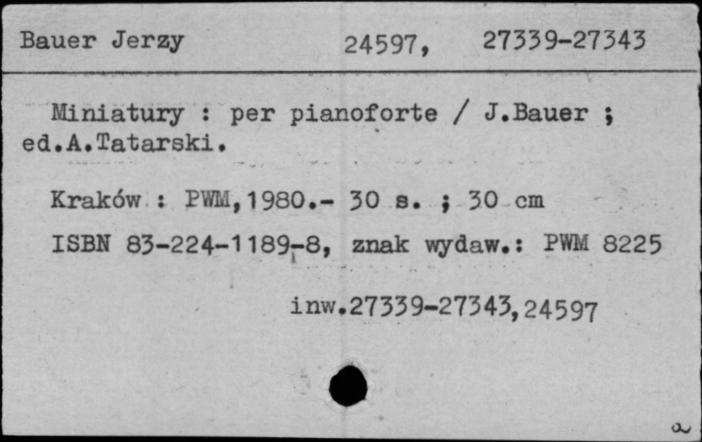 Bauer Jerzy 24597, 27339-27343
Miniatury : per pianoforte / J.Bauer ;
ed.A.Tatarski.
Kraków : PWM,1980.- 30 s. ; 30 cm
ISBN 83-224-1189-8, znak wydaw.: PWM 8225
inw.27339-27343,24597
a